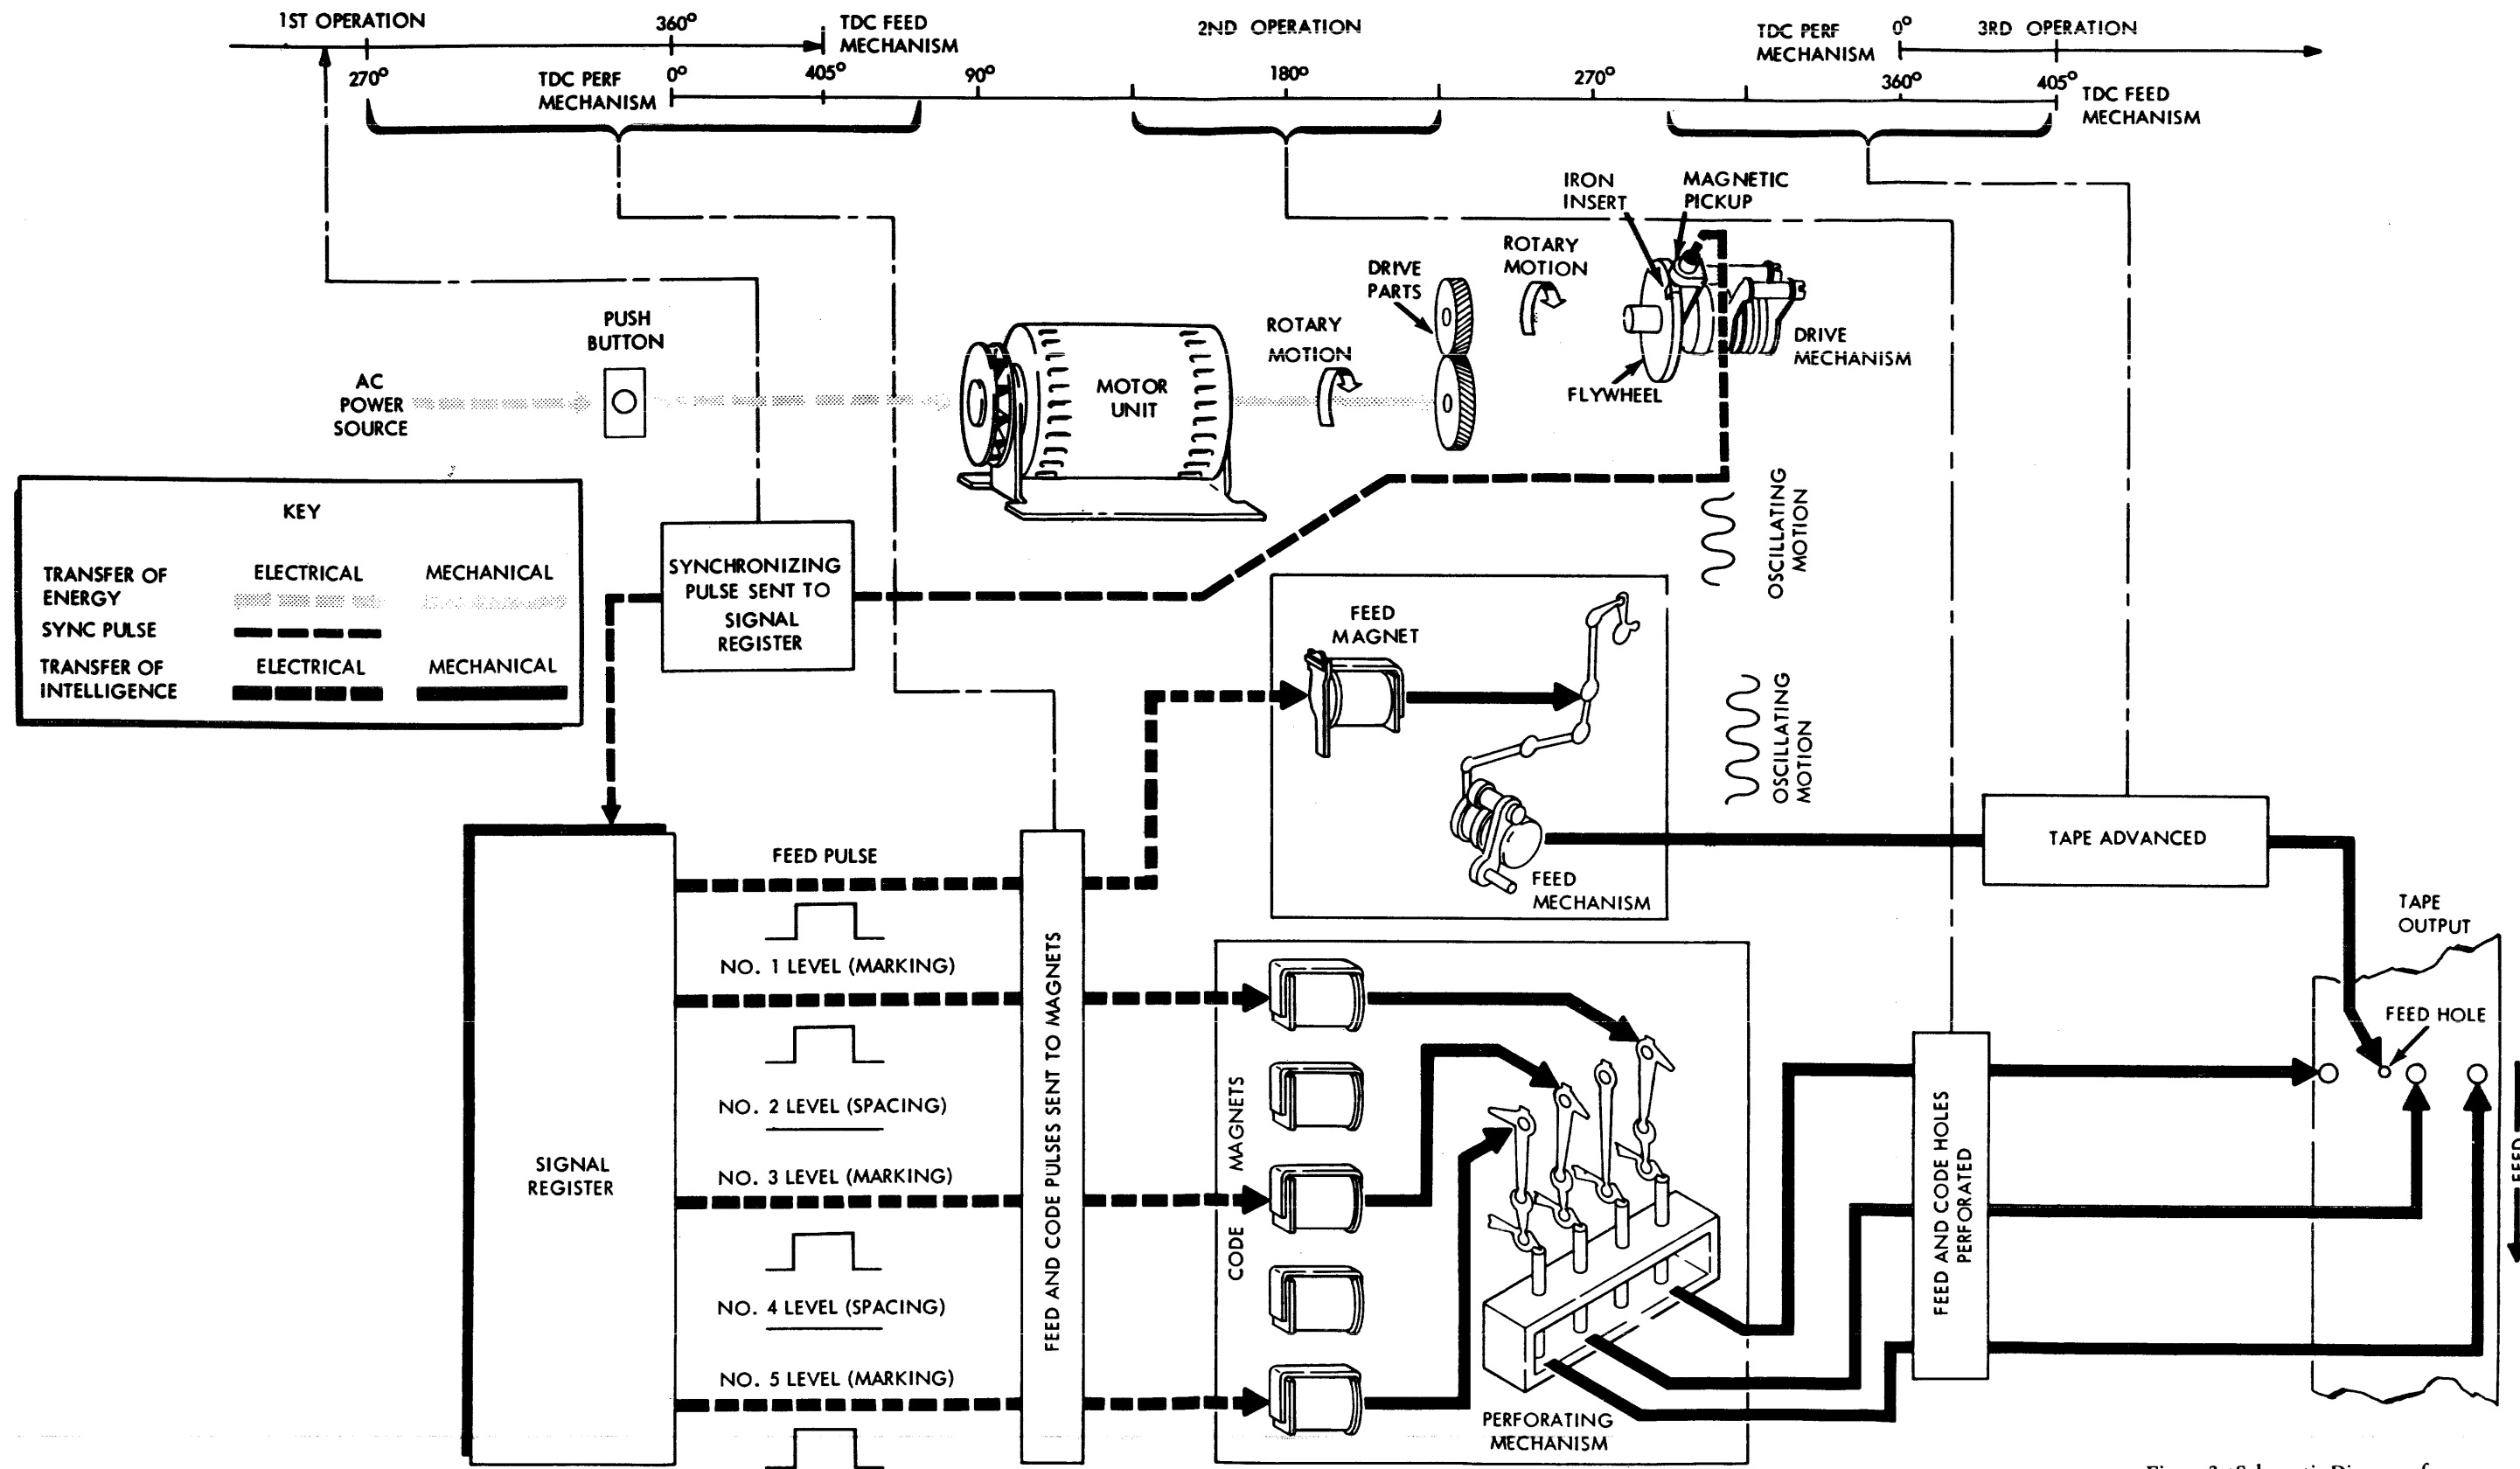 1ST OPERATION
360°
TDC FEED
MECHANISM
2ND OPERATION
TDC PERF
MECHANISM
0°
3RD OPERATION
270°
TDC PERF
MECHANISM
0°
405°
90°
180°
270°
360°
405°
TDC FEED
MECHANISM
IRON
INSERT
MAGNETIC
PICKUP
ROTARY
MOTION
DRIVE
PARTS
PUSH
BUTTON
ROTARY
MOTION
DRIVE
MECHANISM
AC
POWER
SOURCE
MOTOR
UNIT
FLYWHEEL
KEY
TRANSFER OF
ENERGY
ELECTRICAL
MECHANICAL
SYNC PULSE
TRANSFER OF
INTELLIGENCE
ELECTRICAL
MECHANICAL
SYNCHRONIZING
PULSE SENT TO
SIGNAL
REGISTER
OSCILLATING
MOTION
FEED
MAGNET
OSCILLATING
MOTION
FEED
MECHANISM
TAPE ADVANCED
FEED PULSE
TAPE
OUTPUT
NO. 1 LEVEL (MARKING)
FEED HOLE
NO. 2 LEVEL (SPACING)
SIGNAL
REGISTER
NO. 3 LEVEL (MARKING)
NO. 4 LEVEL (SPACING)
NO. 5 LEVEL (MARKING)
FEED AND CODE PULSES SENT TO MAGNETS
CODE MAGNETS
PERFORATING
MECHANISM
FEED AND CODE HOLES
PERFORATED
FEED